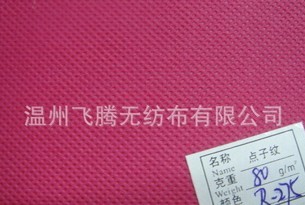 温州飞腾无纺布有限公司
名称 点子纹
Name
克重 80 g/m²
Weight
颜色 R-275